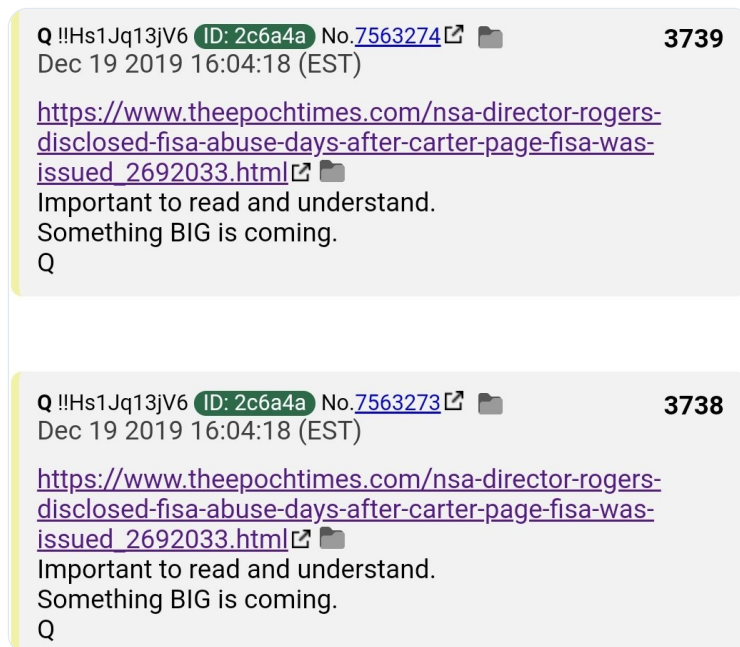 Q !!Hs1Jq13jV6 ID: 2c6a4a No.7563274 3739
Dec 19 2019 16:04:18 (EST)
https://www.theepochtimes.com/nsa-director-rogers-
disclosed-fisa-abuse-days-after-carter-page-fisa-was-
issued_2692033.html
Important to read and understand.
Something BIG is coming.
Q
Q !!Hs1Jq13jV6 ID: 2c6a4a No.7563273 3738
Dec 19 2019 16:04:18 (EST)
https://www.theepochtimes.com/nsa-director-rogers-
disclosed-fisa-abuse-days-after-carter-page-fisa-was-
issued_2692033.html
Important to read and understand.
Something BIG is coming.
Q